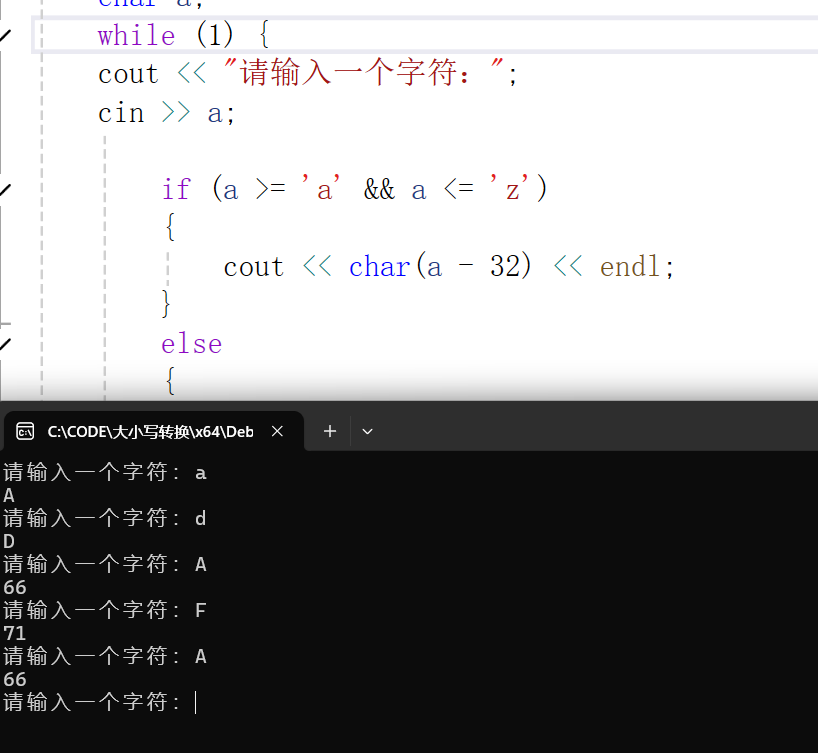 char a;
while (1) {
cout << "请输入一个字符：";
cin >> a;
if (a >= 'a' && a <= 'z')
{
cout << char(a - 32) << endl;
}
else
{
C:\CODE\大小写转换\x64\Deb
请输入一个字符：a
A
请输入一个字符：d
D
请输入一个字符：A
66
请输入一个字符：F
71
请输入一个字符：A
66
请输入一个字符：